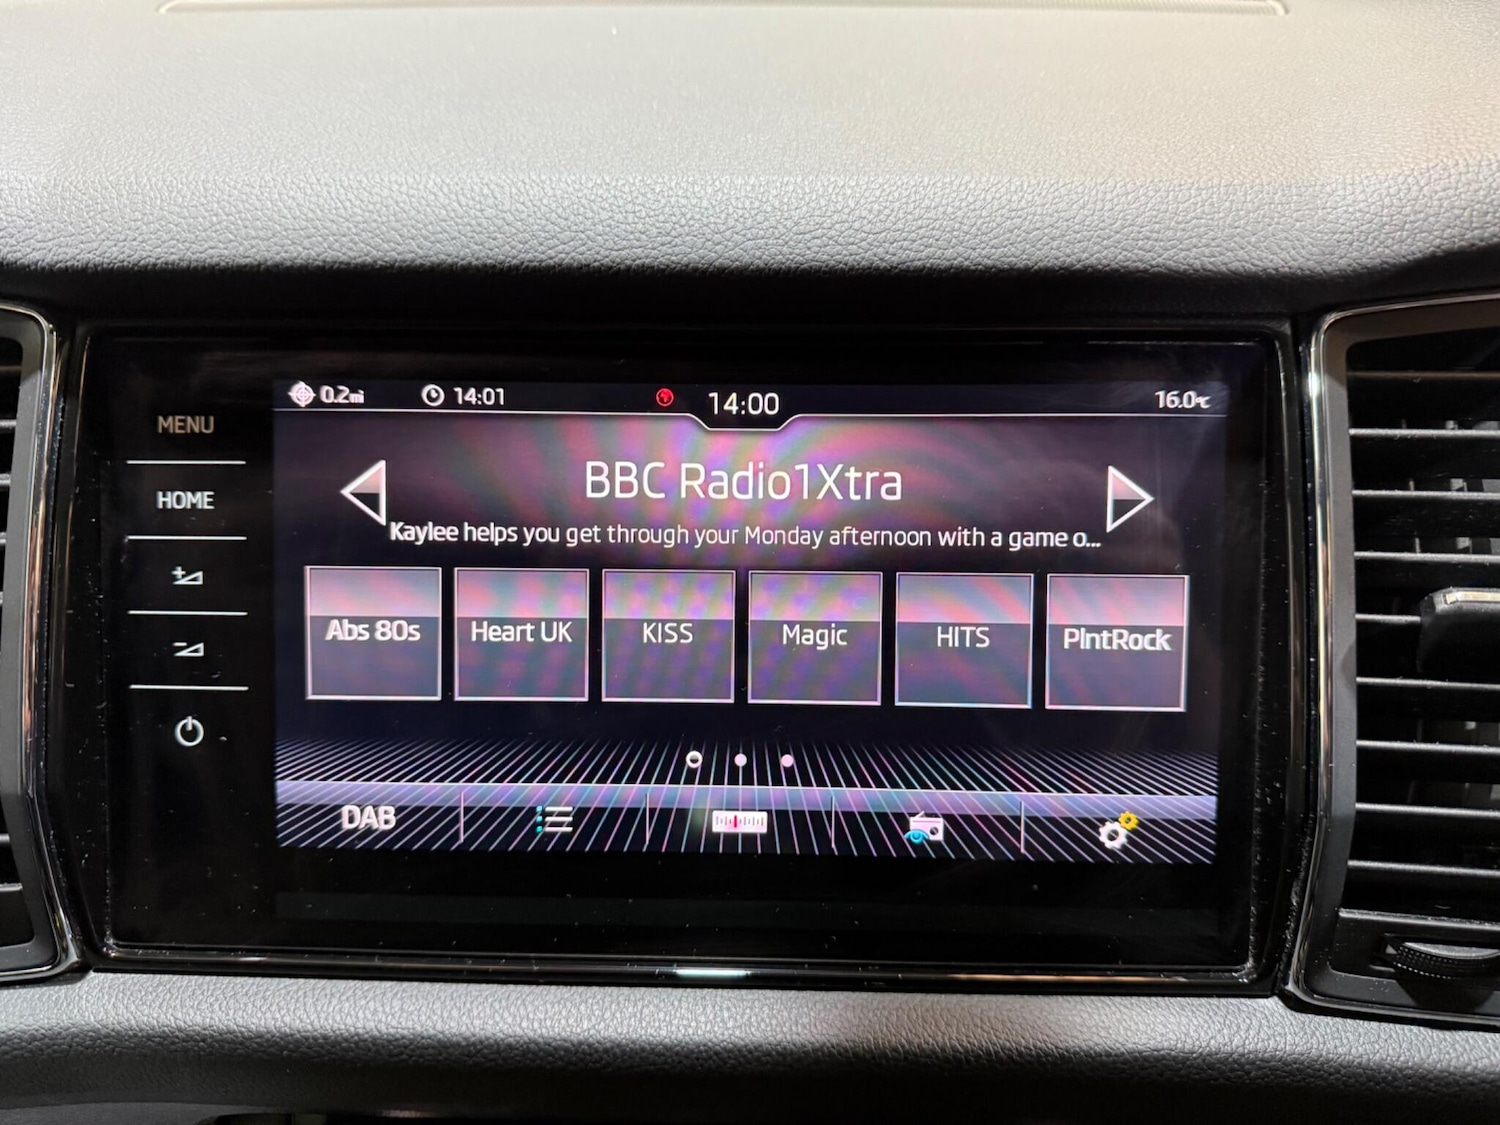 0.2mi 14:01 14:00 16.0°C
MENU
HOME
BBC Radio1Xtra
Kaylee helps you get through your Monday afternoon with a game o...
Abs 80s Heart UK KISS Magic HITS PlntRock
DAB